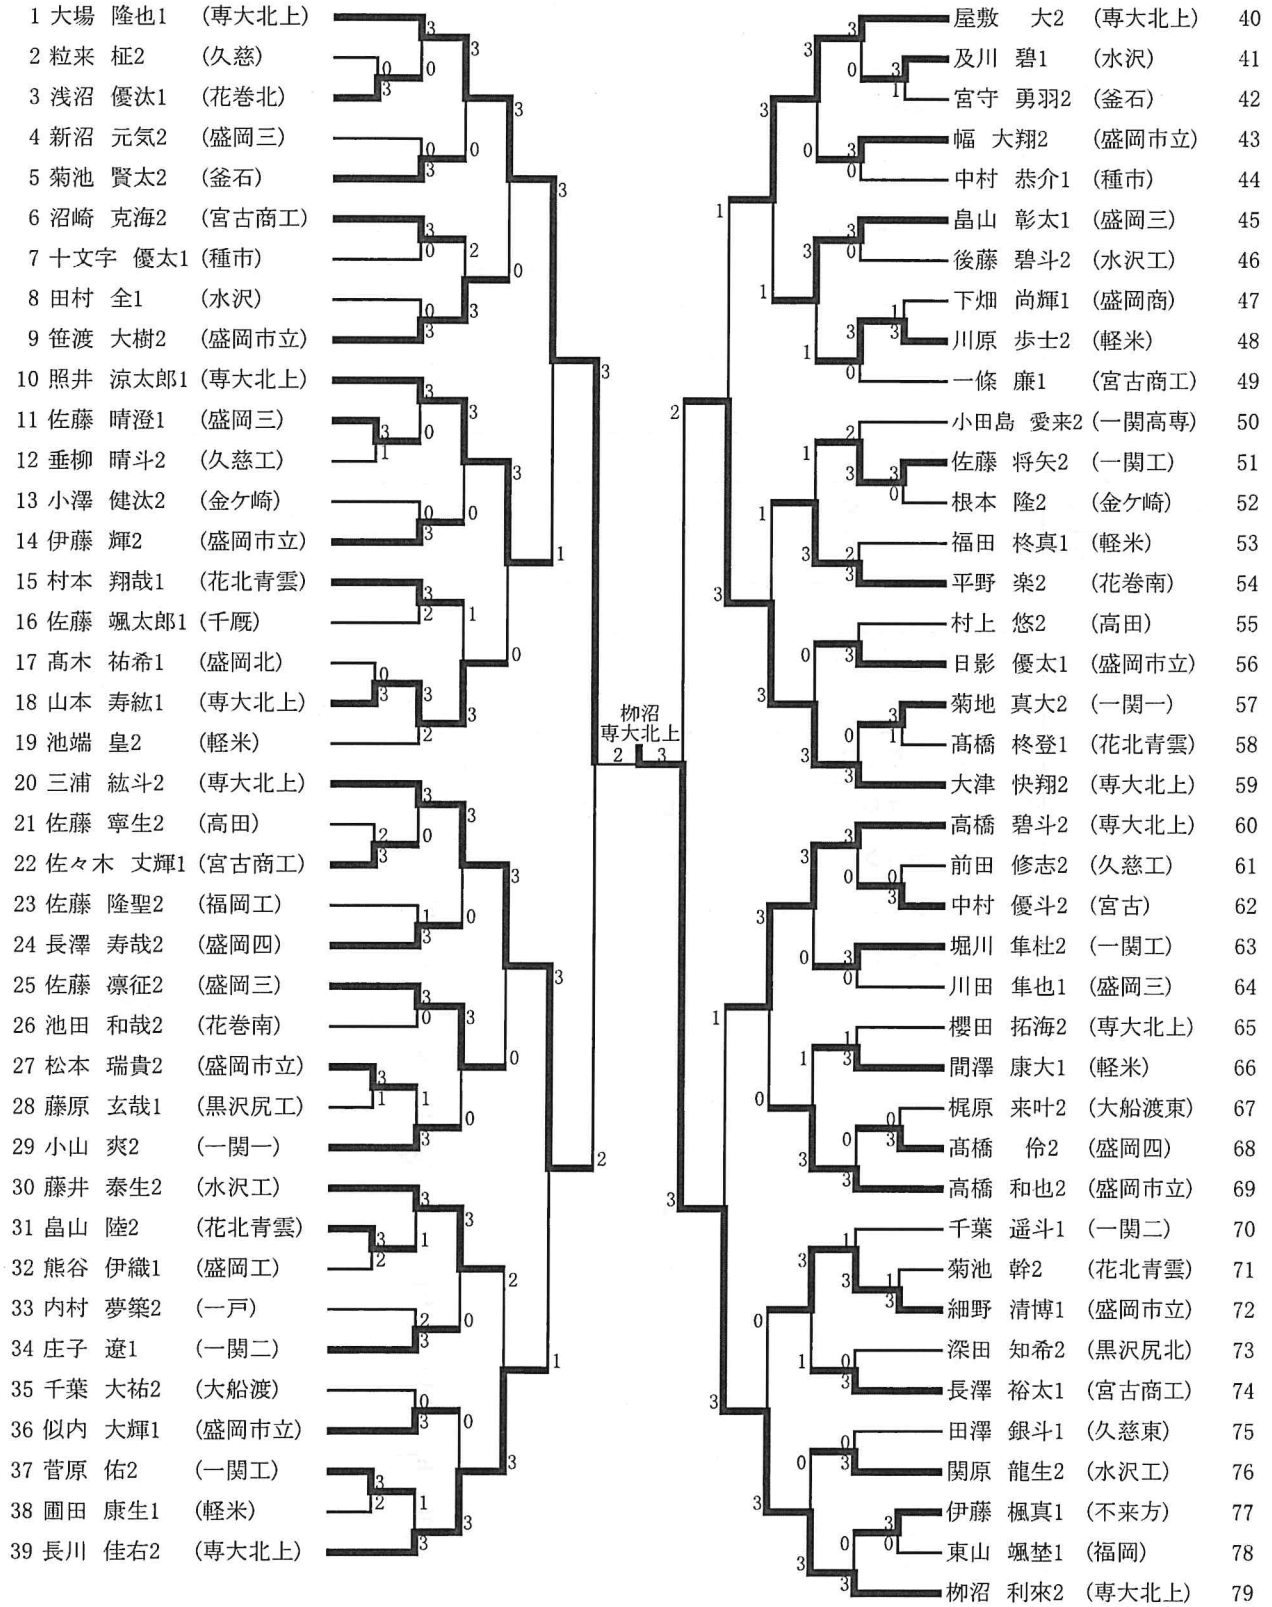 1 大場 隆也1 (専大北上)
2 粒来 柾2 (久慈)
3 浅沼 優汰1 (花巻北)
4 新沼 元気2 (盛岡三)
5 菊池 賢太2 (釜石)
6 沼崎 克海2 (宮古商工)
7 十文字 優太1 (種市)
8 田村 全1 (水沢)
9 笹渡 大樹2 (盛岡市立)
10 照井 涼太郎1 (専大北上)
11 佐藤 晴澄1 (盛岡三)
12 垂柳 晴斗2 (久慈工)
13 小澤 健汰2 (金ケ崎)
14 伊藤 輝2 (盛岡市立)
15 村本 翔哉1 (花北青雲)
16 佐藤 颯太郎1 (千厩)
17 髙木 祐希1 (盛岡北)
18 山本 寿紘1 (専大北上)
19 池端 皇2 (軽米)
20 三浦 紘斗2 (専大北上)
21 佐藤 寧生2 (高田)
22 佐々木 丈輝1 (宮古商工)
23 佐藤 隆聖2 (福岡工)
24 長澤 寿哉2 (盛岡四)
25 佐藤 凛征2 (盛岡三)
26 池田 和哉2 (花巻南)
27 松本 瑞貴2 (盛岡市立)
28 藤原 玄哉1 (黒沢尻工)
29 小山 爽2 (一関一)
30 藤井 泰生2 (水沢工)
31 畠山 陸2 (花北青雲)
32 熊谷 伊織1 (盛岡工)
33 内村 夢築2 (一戸)
34 庄子 遼1 (一関二)
35 千葉 大祐2 (大船渡)
36 似内 大輝1 (盛岡市立)
37 菅原 佑2 (一関工)
38 圃田 康生1 (軽米)
39 長川 佳右2 (専大北上)
栁沼
専大北上
2 3
屋敷 大2 (専大北上) 40
及川 碧1 (水沢) 41
宮守 勇羽2 (釜石) 42
幅 大翔2 (盛岡市立) 43
中村 恭介1 (種市) 44
畠山 彰太1 (盛岡三) 45
後藤 碧斗2 (水沢工) 46
下畑 尚輝1 (盛岡商) 47
川原 歩士2 (軽米) 48
一條 廉1 (宮古商工) 49
小田島 愛来2 (一関高専) 50
佐藤 将矢2 (一関工) 51
根本 隆2 (金ケ崎) 52
福田 柊真1 (軽米) 53
平野 楽2 (花巻南) 54
村上 悠2 (高田) 55
日影 優太1 (盛岡市立) 56
菊地 真大2 (一関一) 57
髙橋 柊登1 (花北青雲) 58
大津 快翔2 (専大北上) 59
高橋 碧斗2 (専大北上) 60
前田 修志2 (久慈工) 61
中村 優斗2 (宮古) 62
堀川 隼杜2 (一関工) 63
川田 隼也1 (盛岡三) 64
櫻田 拓海2 (専大北上) 65
間澤 康大1 (軽米) 66
梶原 来叶2 (大船渡東) 67
髙橋 伶2 (盛岡四) 68
高橋 和也2 (盛岡市立) 69
千葉 遥斗1 (一関二) 70
菊池 幹2 (花北青雲) 71
細野 清博1 (盛岡市立) 72
深田 知希2 (黒沢尻北) 73
長澤 裕太1 (宮古商工) 74
田澤 銀斗1 (久慈東) 75
関原 龍生2 (水沢工) 76
伊藤 楓真1 (不来方) 77
東山 颯埜1 (福岡) 78
栁沼 利來2 (専大北上) 79